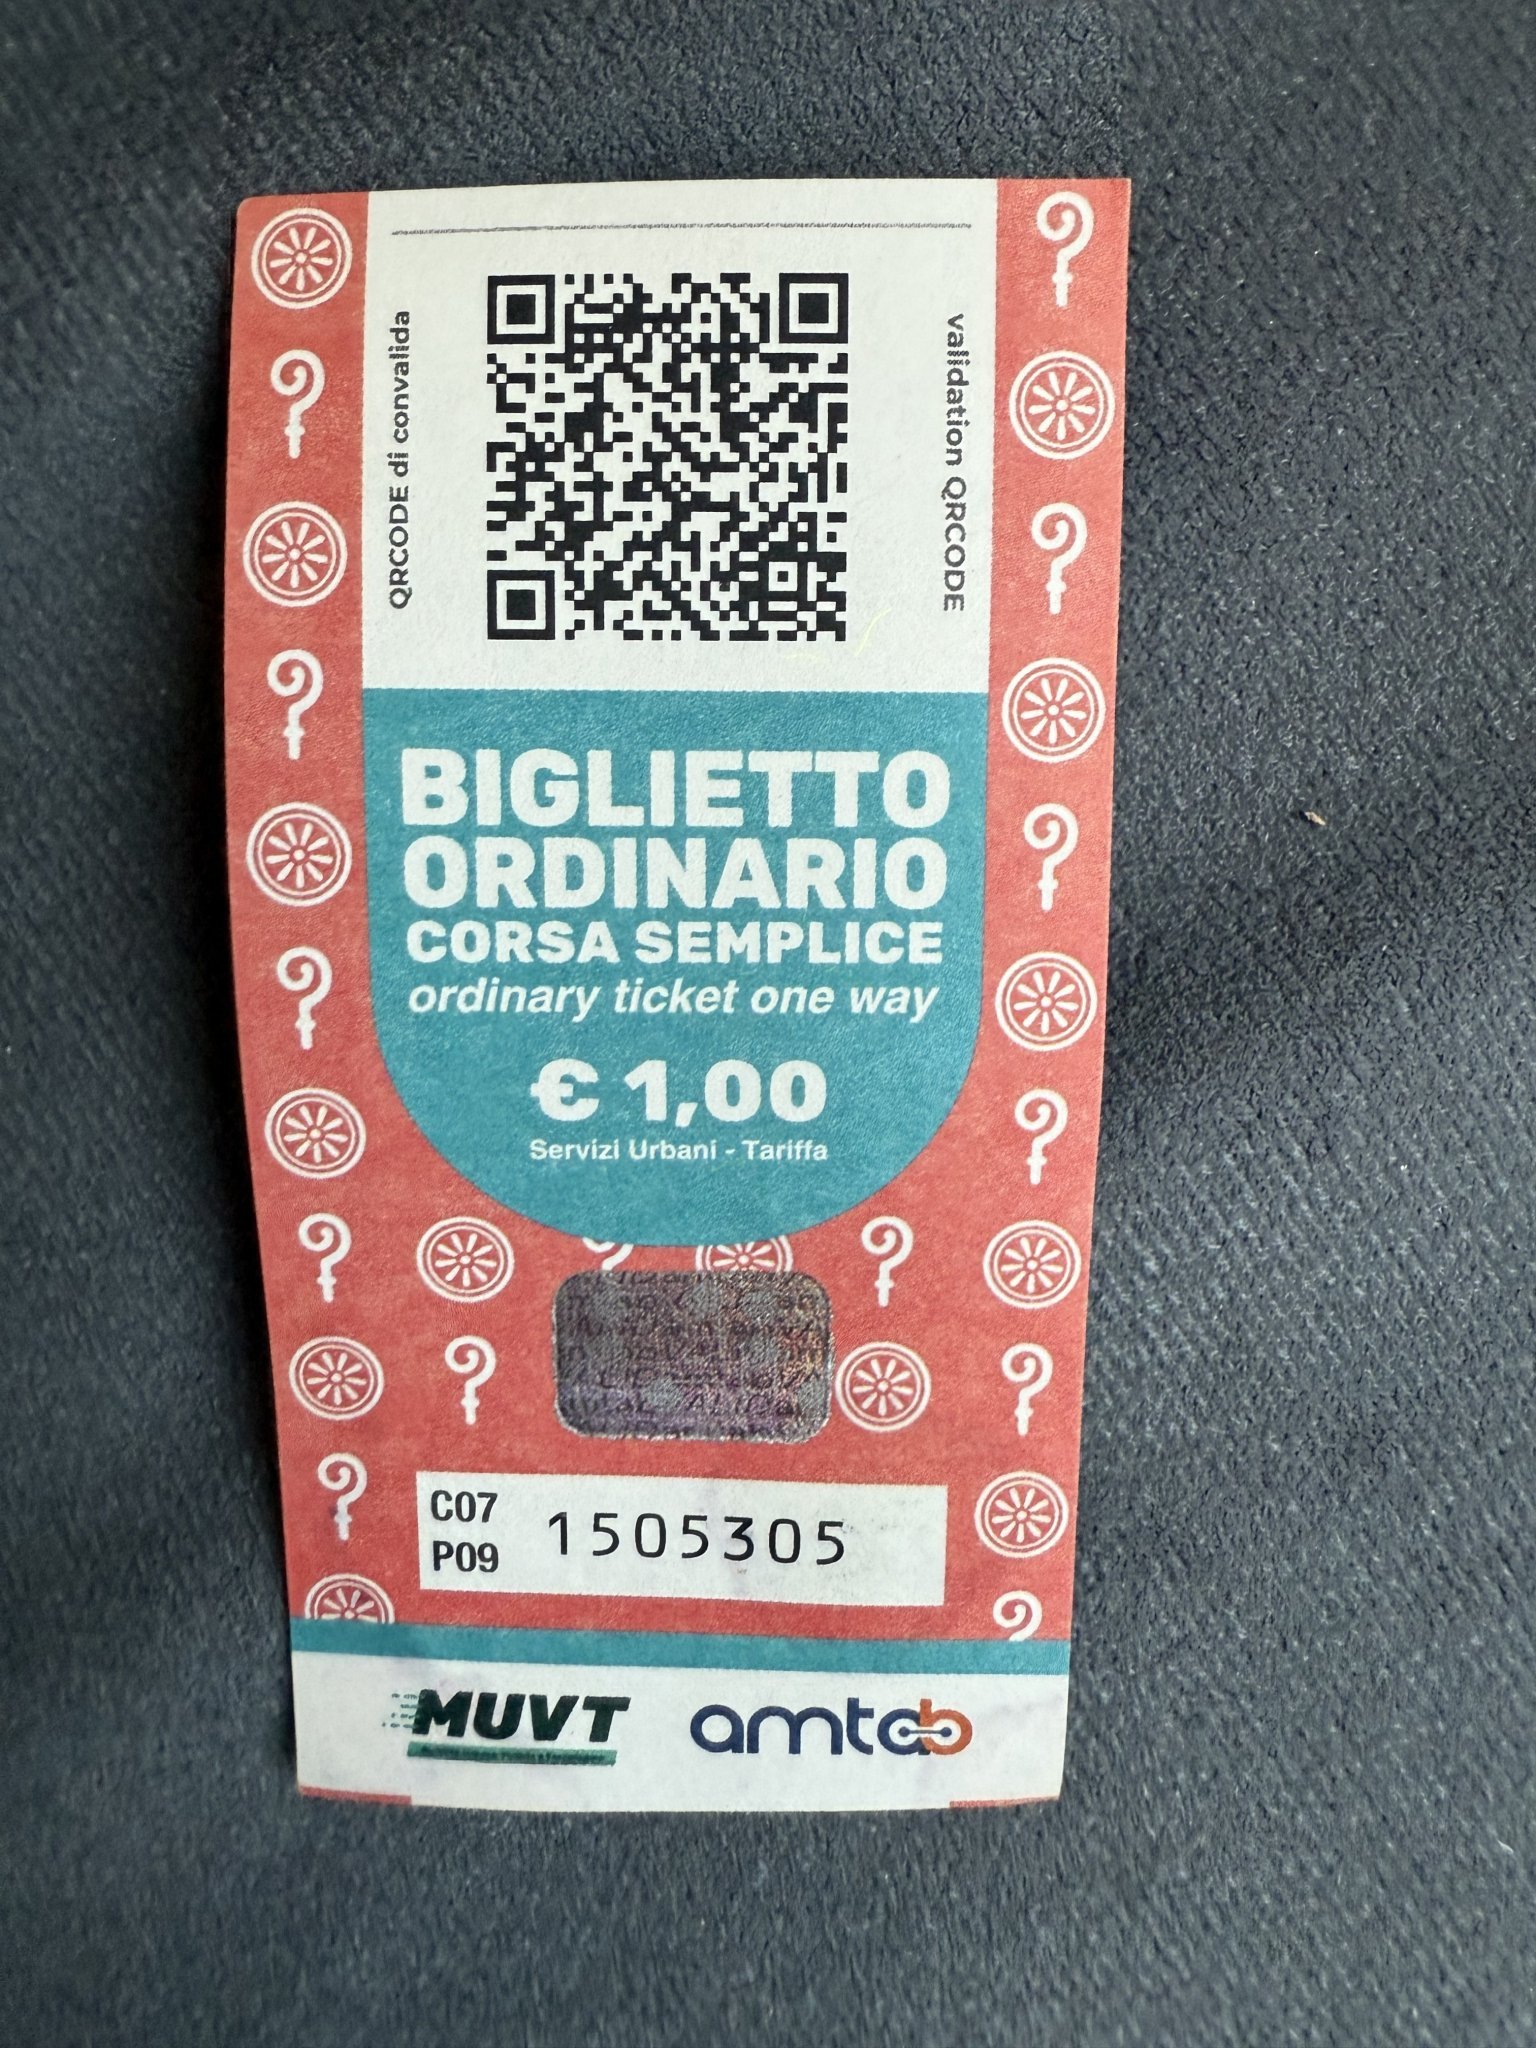 QRCODE di convalida
validation QRCODE
BIGLIETTO
ORDINARIO
CORSA SEMPLICE
ordinary ticket one way
€ 1,00
Servizi Urbani - Tariffa
C07
P09
1505305
MUVT
amtab